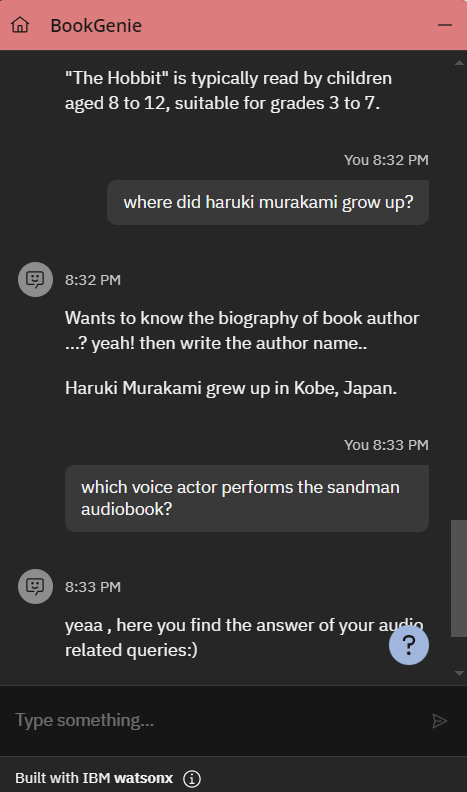 BookGenie
"The Hobbit" is typically read by children
aged 8 to 12, suitable for grades 3 to 7.
You 8:32 PM
where did haruki murakami grow up?
8:32 PM
Wants to know the biography of book author
...? yeah! then write the author name..
Haruki Murakami grew up in Kobe, Japan.
You 8:33 PM
which voice actor performs the sandman
audiobook?
8:33 PM
yeaa , here you find the answer of your audio
related queries:)
?
Type something...
Built with IBM watsonx